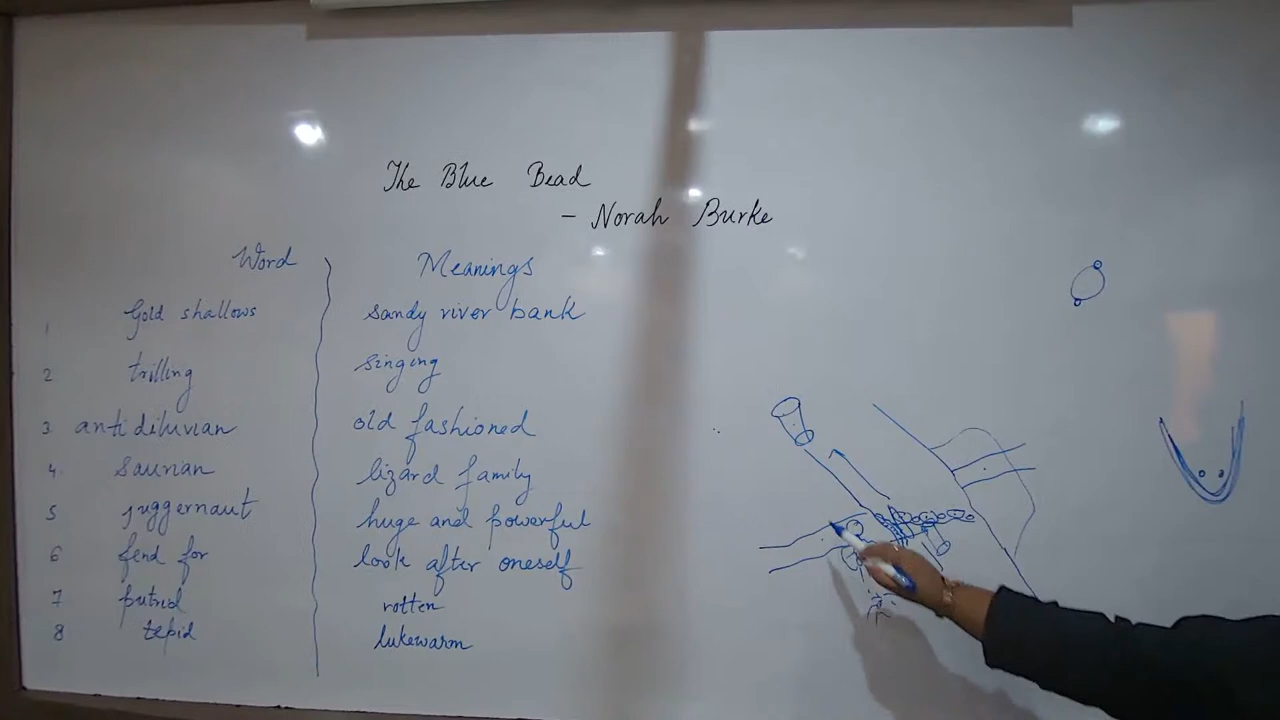 The Blue Bead
- Norah Burke
Word Meanings
1 Gold shallows sandy river bank
2 trilling singing
3 antidiluvian old fashioned
4. saurian lizard family
5 juggernaut huge and powerful
6 fend for look after oneself
7 putrid rotten
8 tepid lukewarm